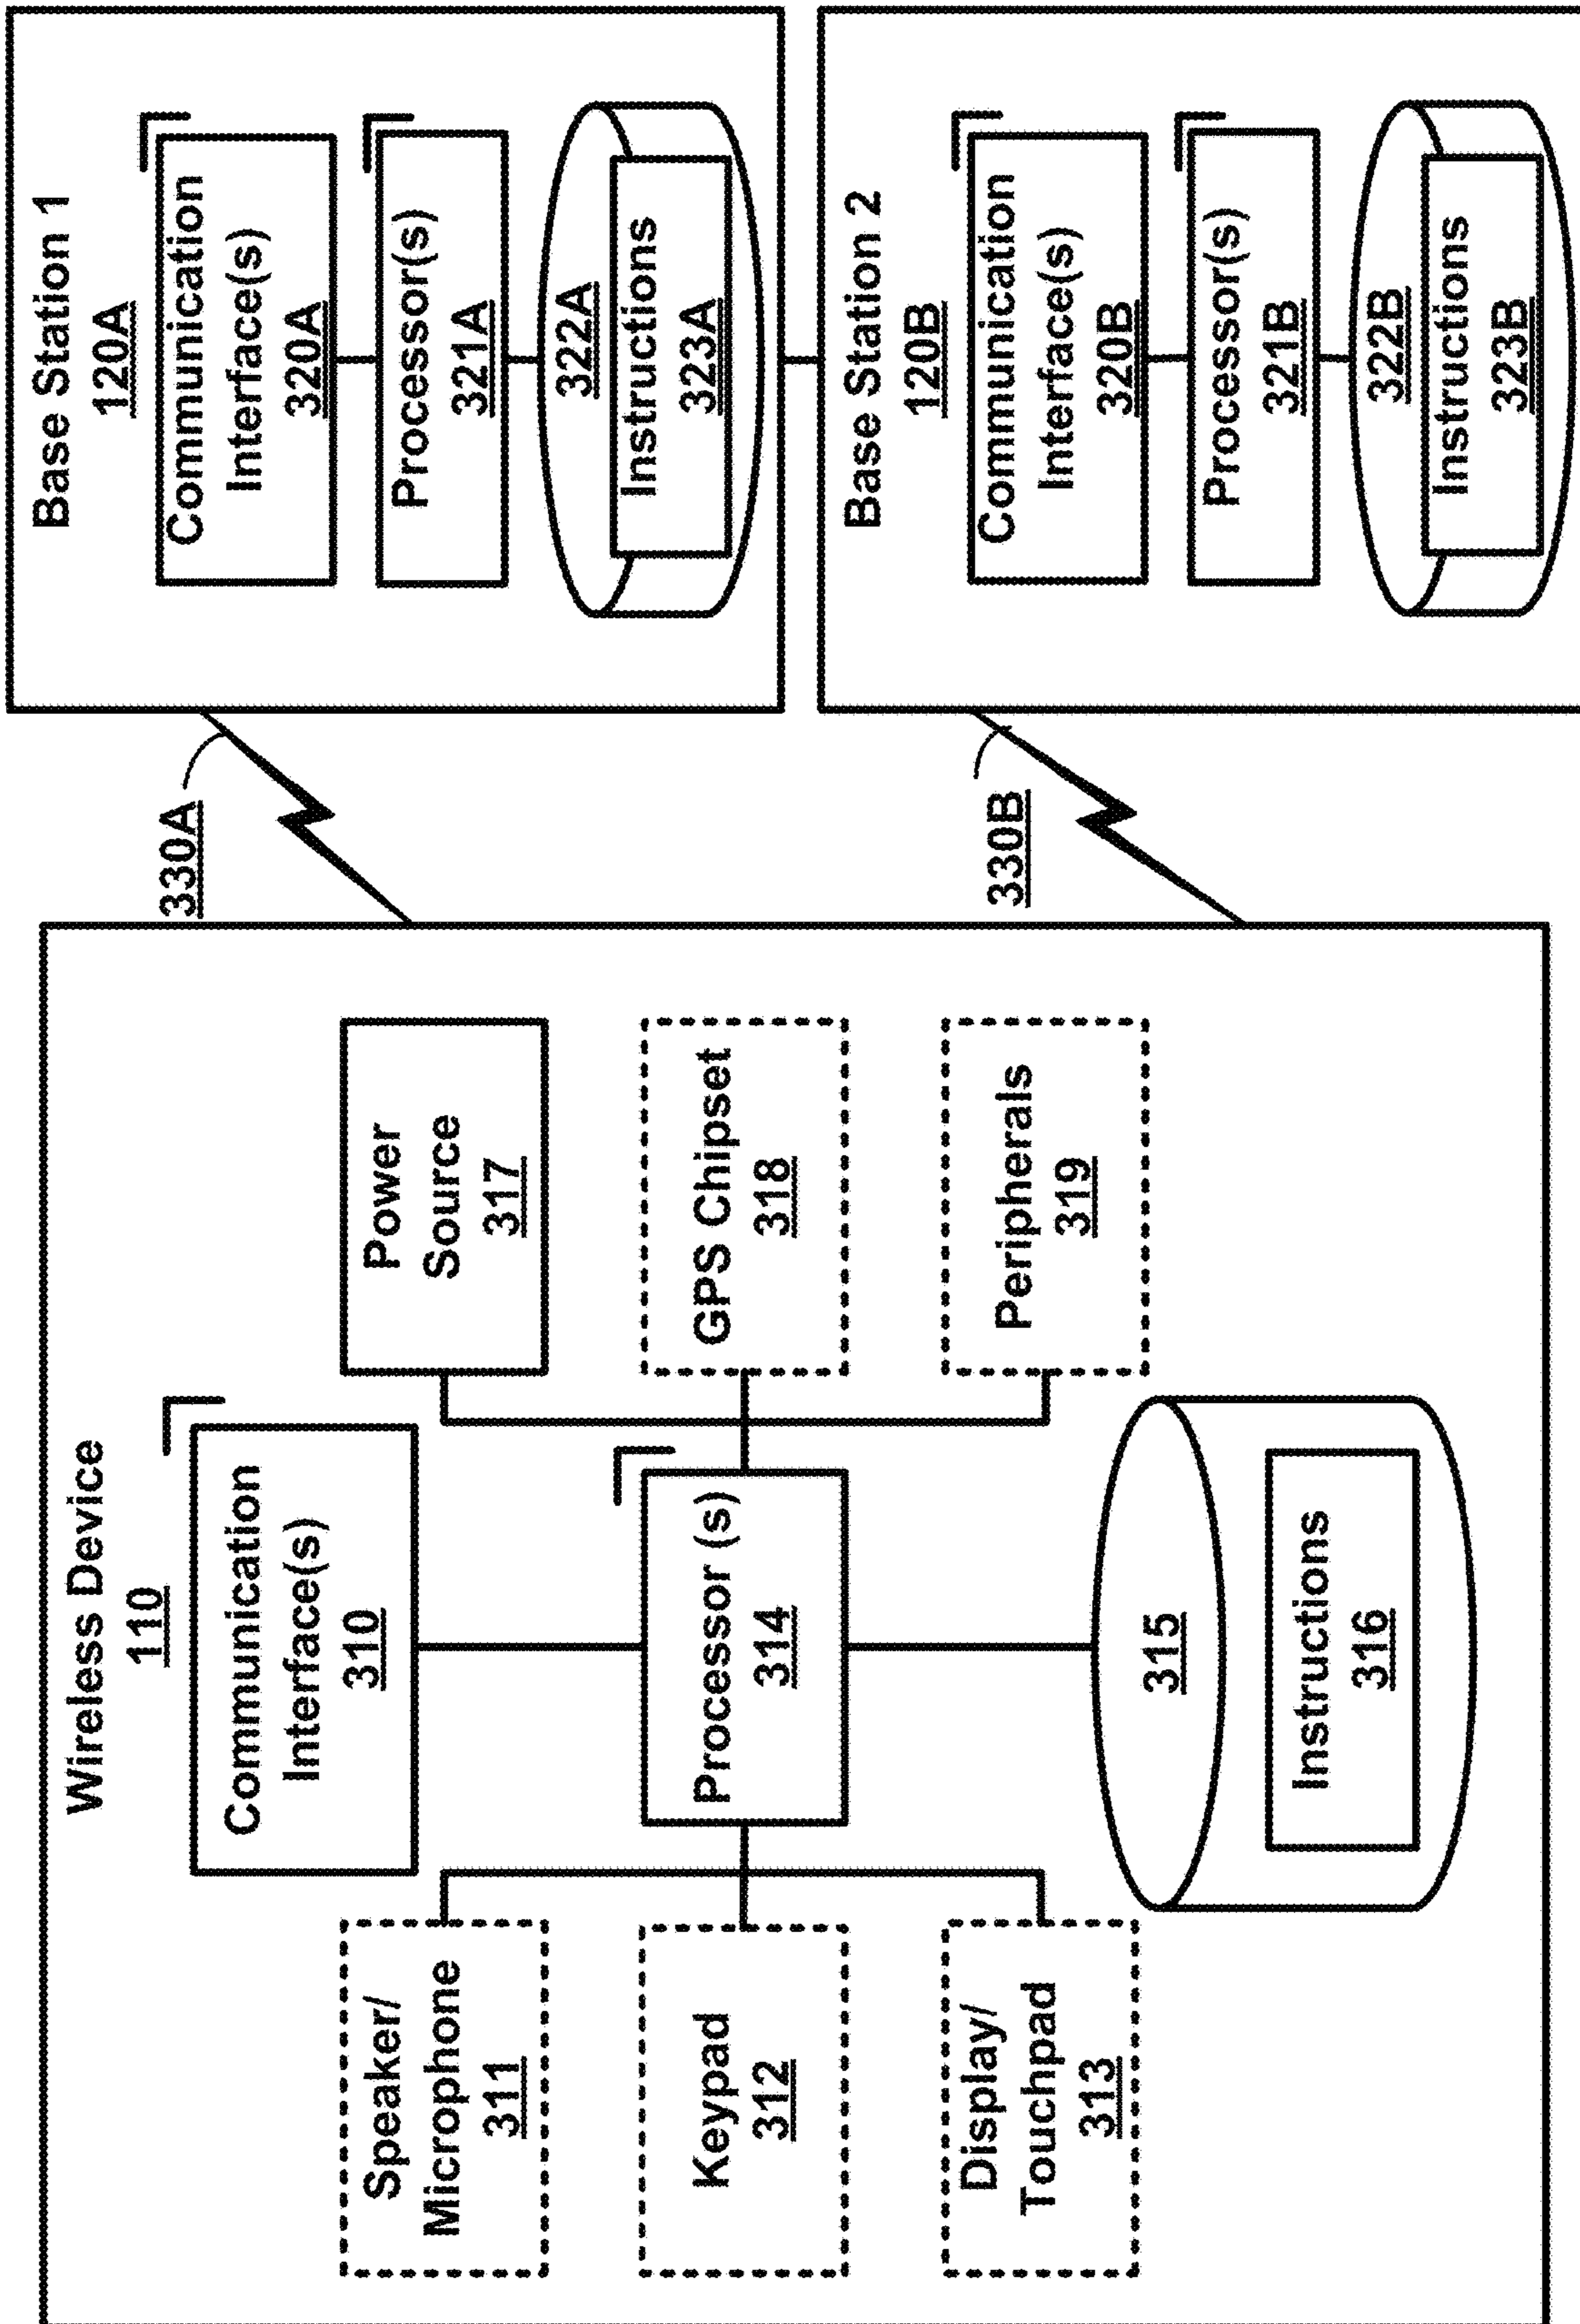 Wireless Device
110
Communication
Interface(s)
310
Speaker/
Microphone
311
Keypad
312
Display/
Touchpad
313
Processor (s)
314
Power
Source
317
GPS Chipset
318
Peripherals
319
315
Instructions
316
330A
330B
Base Station 1
120A
Communication
Interface(s)
320A
Processor(s)
321A
322A
Instructions
323A
Base Station 2
120B
Communication
Interface(s)
320B
Processor(s)
321B
322B
Instructions
323B